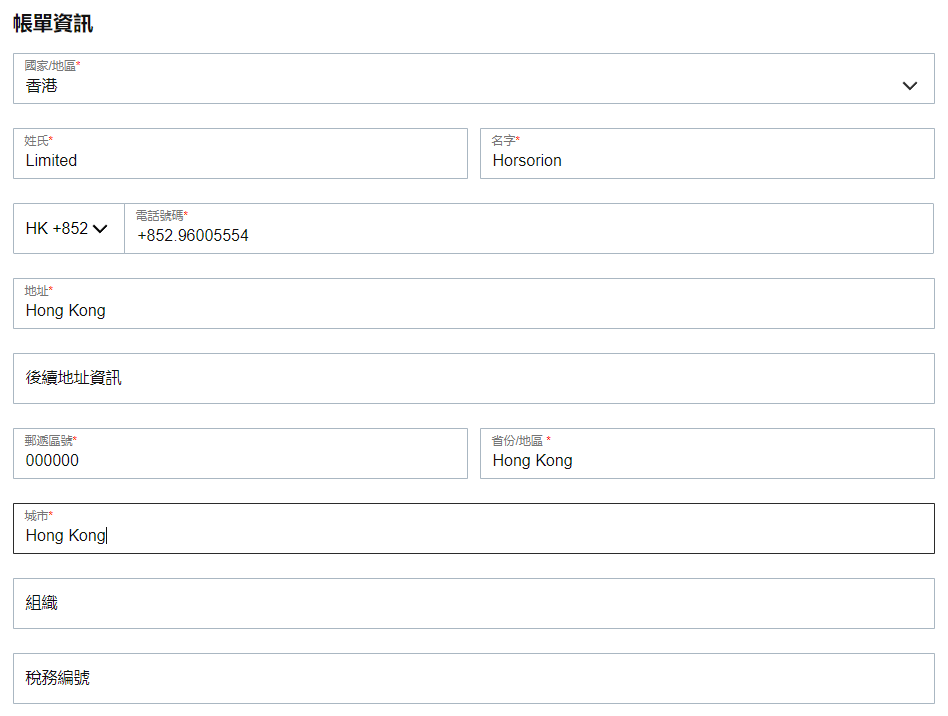 帳單資訊
國家/地區*
香港
姓氏*
Limited
名字*
Horsorion
HK +852
電話號碼*
+852.96005554
地址*
Hong Kong
後續地址資訊
郵遞區號*
000000
省份/地區 *
Hong Kong
城市*
Hong Kong
組織
稅務編號